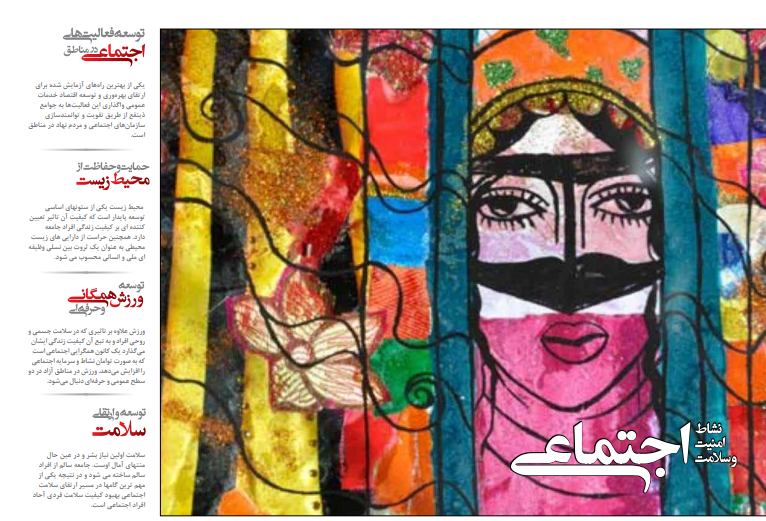 توسعه فعالیت‌های
اجتماعی در مناطق
یکی از بهترین راه‌های آزمایش شده برای
ارتقای بهره‌وری و توسعه اقتصاد خدمات
عمومی واگذاری این فعالیت‌ها به جوامع
ذینفع از طریق تقویت و توانمندسازی
سازمان‌های اجتماعی و مردم نهاد در مناطق
است.
حمایت و حفاظت از
محیط زیست
محیط زیست یکی از ستونهای اساسی
توسعه پایدار است که کیفیت آن تاثیر تعیین
کننده ای بر کیفیت زندگی افراد جامعه
دارد. همچنین حراست از دارایی های زیست
محیطی به عنوان یک ثروت بین نسلی وظیفه
ای ملی و انسانی محسوب می شود.
توسعه
ورزش همگانی
و حرفه‌ای
ورزش علاوه بر تاثیری که در سلامت جسمی و
روحی افراد و به تبع آن کیفیت زندگی ایشان
می‌گذارد یک کانون همگرایی اجتماعی است
که به صورت توامان نشاط و سرمایه اجتماعی
را افزایش می‌دهد. ورزش در مناطق آزاد در دو
سطح عمومی و حرفه‌ای دنبال می‌شود.
توسعه و ارتقای
سلامت
سلامت اولین نیاز بشر و در عین حال
منتهای آمال اوست. جامعه سالم از افراد
سالم ساخته می شود و در نتیجه یکی از
مهم ترین گامها در مسیر ارتقای سلامت
اجتماعی بهبود کیفیت سلامت فردی آحاد
افراد اجتماعی است.
نشاط
امنیت
و سلامت
اجتماعی